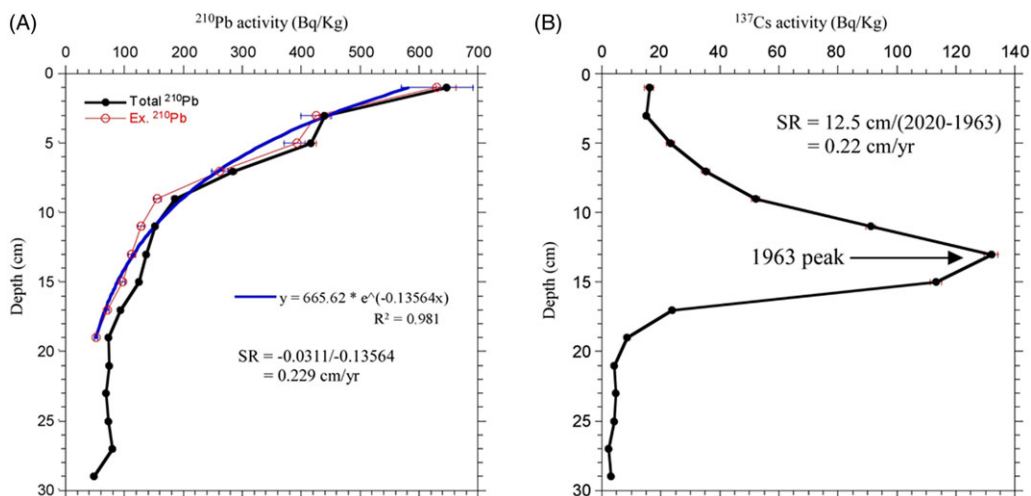 (A)
²¹⁰Pb activity (Bq/Kg)
0 100 200 300 400 500 600 700
0
5
10
15
20
25
30
Depth (cm)
Total ²¹⁰Pb
Ex. ²¹⁰Pb
y = 665.62 * e^(-0.13564x)
R² = 0.981
SR = -0.0311/-0.13564
= 0.229 cm/yr
(B)
¹³⁷Cs activity (Bq/Kg)
0 20 40 60 80 100 120 140
0
5
10
15
20
25
30
Depth (cm)
SR = 12.5 cm/(2020-1963)
= 0.22 cm/yr
1963 peak